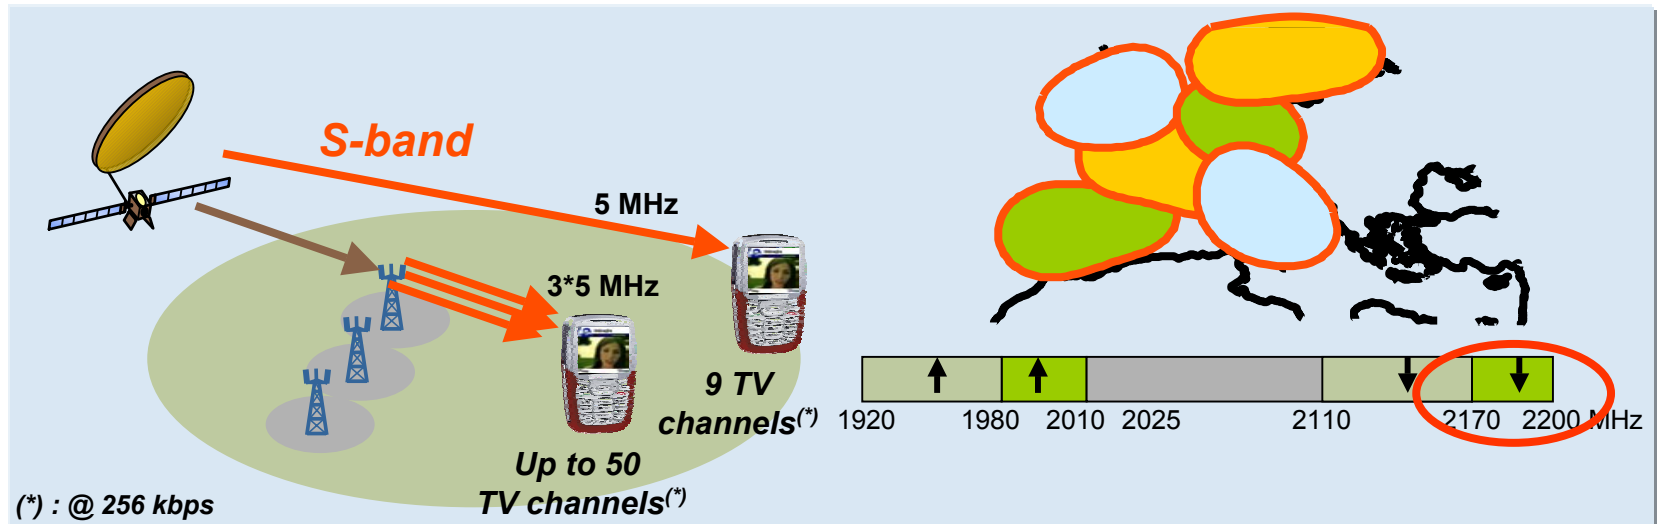 S-band
5 MHz
3*5 MHz
9 TV
channels(*)
Up to 50
TV channels(*)
(*) : @ 256 kbps
1920 1980 2010 2025 2110 2170 2200 MHz